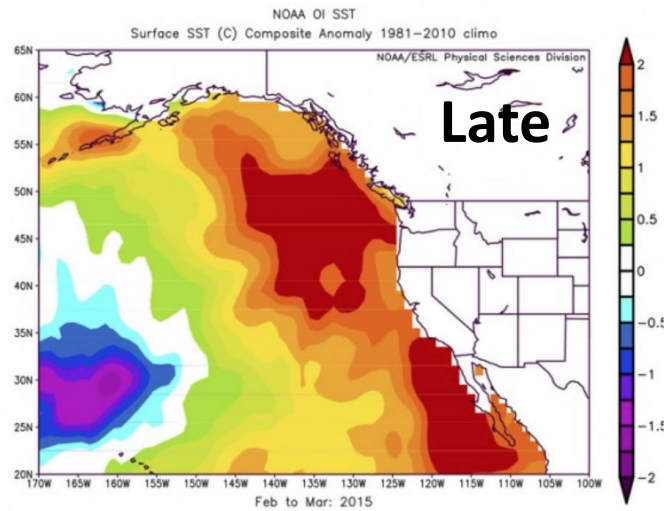 NOAA OI SST
Surface SST (C) Composite Anomaly 1981−2010 climo
NOAA/ESRL Physical Sciences Division
Late
65N
60N
55N
50N
45N
40N
35N
30N
25N
20N
170W 165W 160W 155W 150W 145W 140W 135W 130W 125W 120W 115W 110W 105W 100W
Feb to Mar: 2015
2
1.5
1
0.5
0
−0.5
−1
−1.5
−2